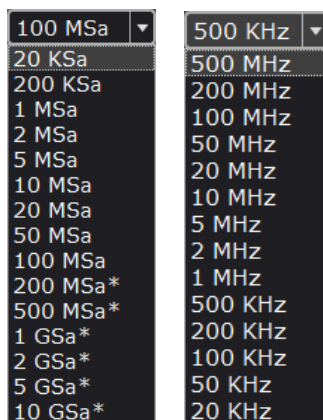 100 MSa
20 KSa
200 KSa
1 MSa
2 MSa
5 MSa
10 MSa
20 MSa
50 MSa
100 MSa
200 MSa*
500 MSa*
1 GSa*
2 GSa*
5 GSa*
10 GSa*
500 KHz
500 MHz
200 MHz
100 MHz
50 MHz
20 MHz
10 MHz
5 MHz
2 MHz
1 MHz
500 KHz
200 KHz
100 KHz
50 KHz
20 KHz